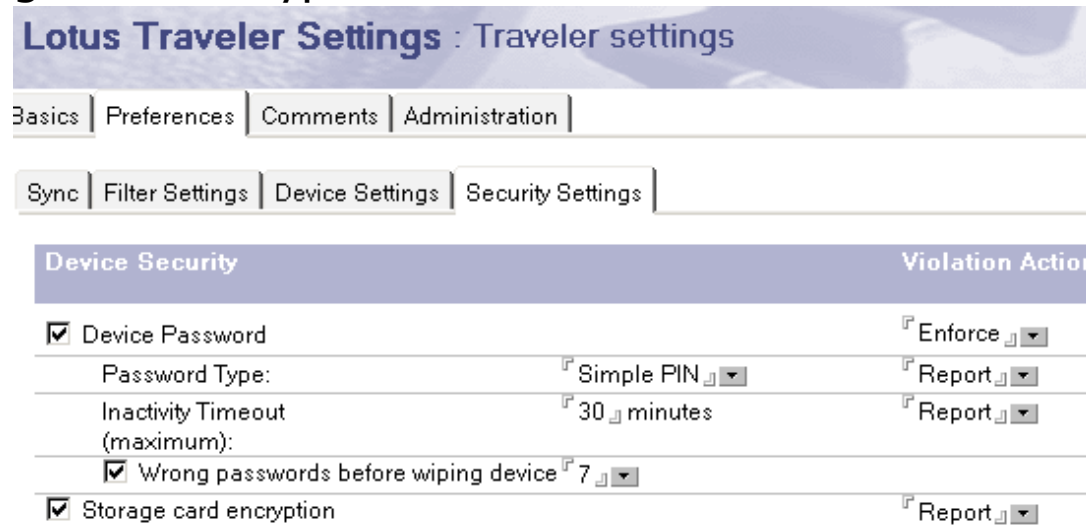 Lotus Traveler Settings : Traveler settings
Basics Preferences Comments Administration
Sync Filter Settings Device Settings Security Settings
Device Security Violation Action
Device Password Enforce
Password Type: Simple PIN Report
Inactivity Timeout (maximum): 30 minutes Report
Wrong passwords before wiping device 7
Storage card encryption Report